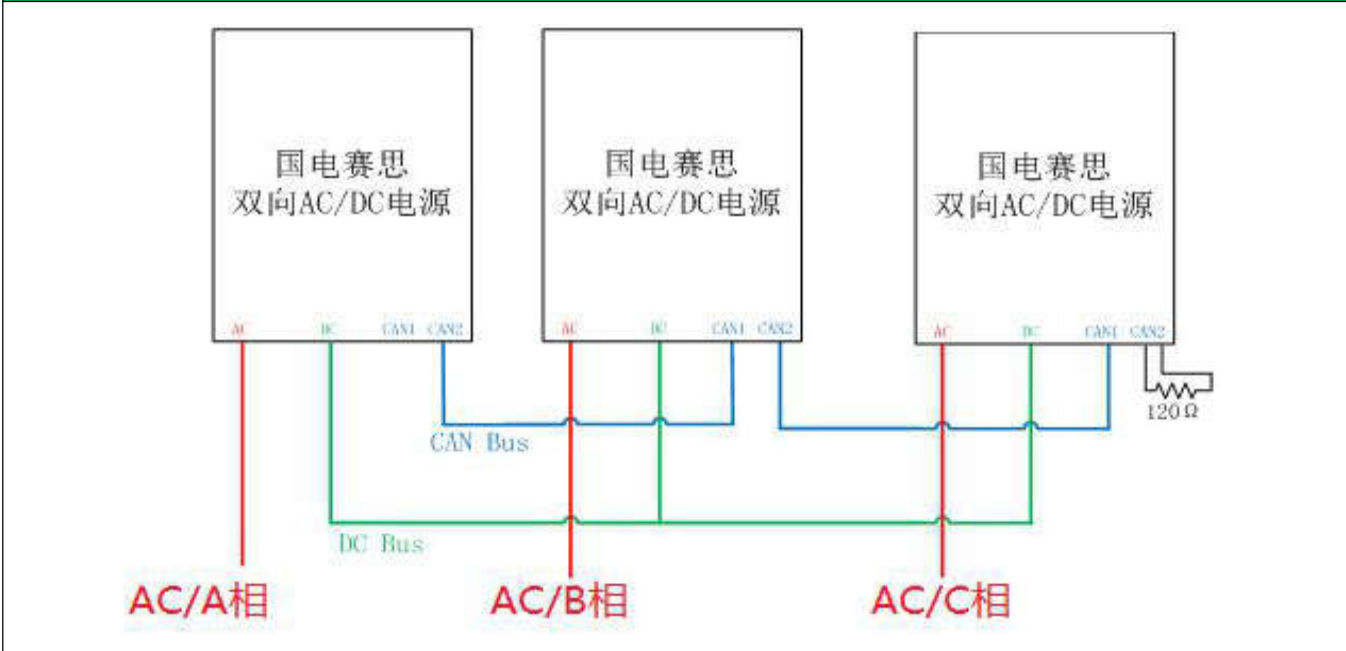 国电赛思
双向AC/DC电源
国电赛思
双向AC/DC电源
国电赛思
双向AC/DC电源
AC DC CAN1 CAN2
AC DC CAN1 CAN2
AC DC CAN1 CAN2
120Ω
CAN Bus
DC Bus
AC/A相
AC/B相
AC/C相